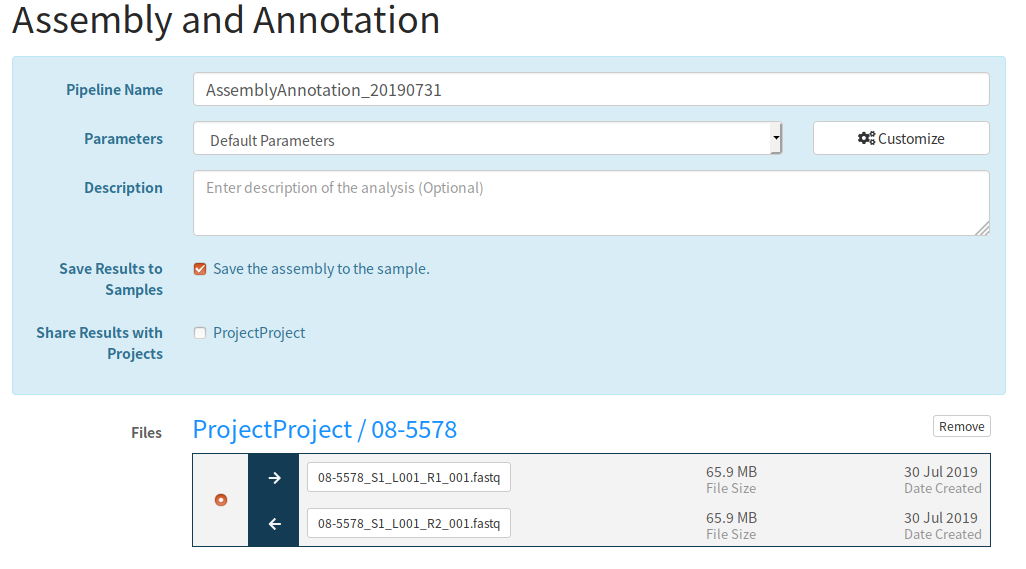 Assembly and Annotation
Pipeline Name
AssemblyAnnotation_20190731
Parameters
Default Parameters
Customize
Description
Enter description of the analysis (Optional)
Save Results to
Samples
Save the assembly to the sample.
Share Results with
Projects
ProjectProject
Files
ProjectProject / 08-5578
Remove
08-5578_S1_L001_R1_001.fastq
65.9 MB
File Size
30 Jul 2019
Date Created
08-5578_S1_L001_R2_001.fastq
65.9 MB
File Size
30 Jul 2019
Date Created